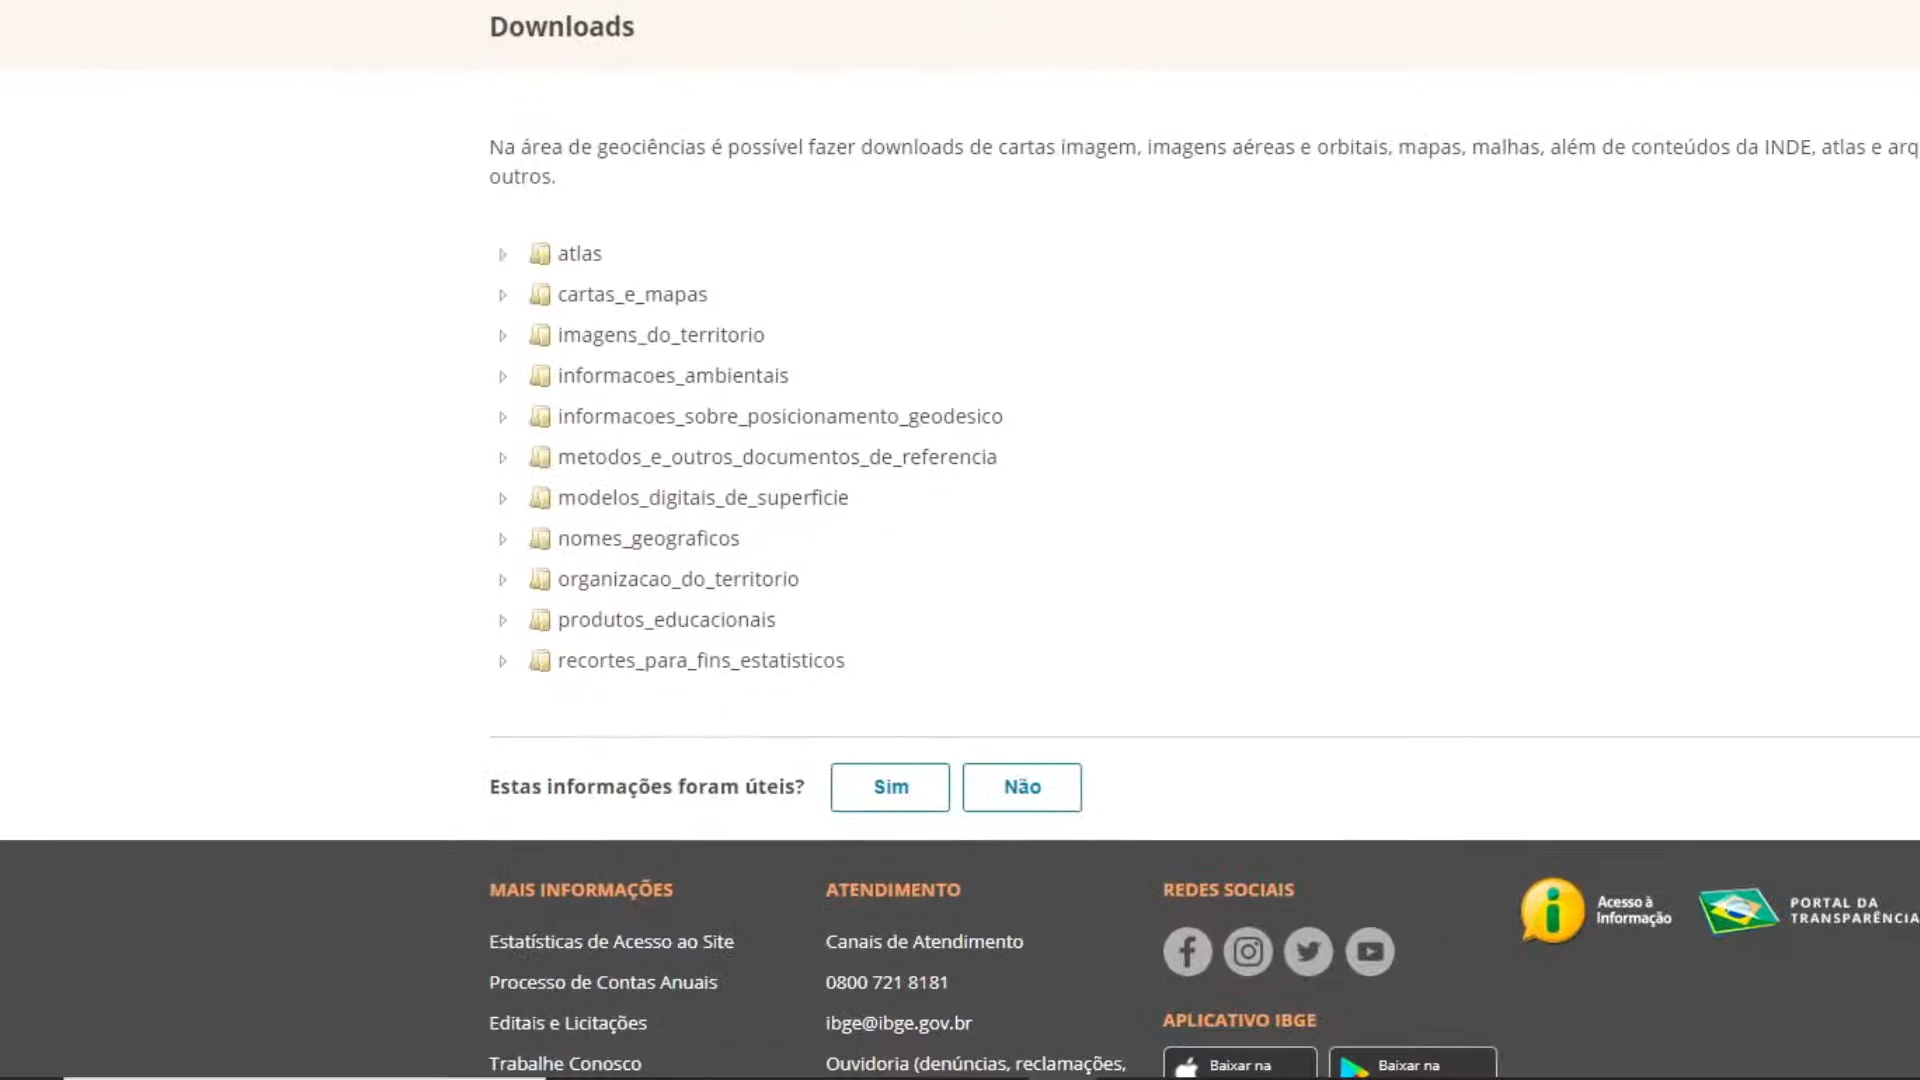 Downloads
Na área de geociências é possível fazer downloads de cartas imagem, imagens aéreas e orbitais, mapas, malhas, além de conteúdos da INDE, atlas e arq
outros.
atlas
cartas_e_mapas
imagens_do_territorio
informacoes_ambientais
informacoes_sobre_posicionamento_geodesico
metodos_e_outros_documentos_de_referencia
modelos_digitais_de_superficie
nomes_geograficos
organizacao_do_territorio
produtos_educacionais
recortes_para_fins_estatisticos
Estas informações foram úteis? Sim Não
MAIS INFORMAÇÕES
Estatísticas de Acesso ao Site
Processo de Contas Anuais
Editais e Licitações
Trabalhe Conosco
ATENDIMENTO
Canais de Atendimento
0800 721 8181
ibge@ibge.gov.br
Ouvidoria (denúncias, reclamações,
REDES SOCIAIS
APLICATIVO IBGE
Baixar na
Baixar na
Acesso à
Informação
PORTAL DA
TRANSPARÊNCIA